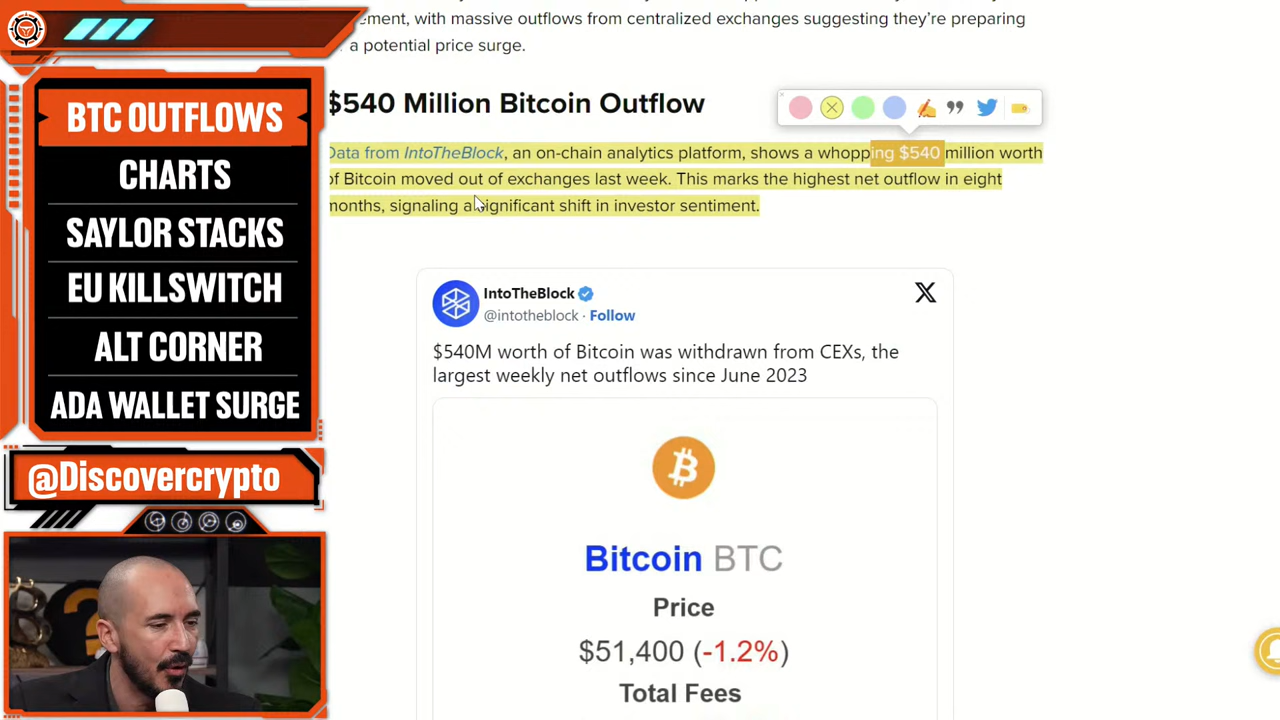 BTC OUTFLOWS
CHARTS
SAYLOR STACKS
EU KILLSWITCH
ALT CORNER
ADA WALLET SURGE
@Discovercrypto
with massive outflows from centralized exchanges suggesting they're preparing
a potential price surge.
$540 Million Bitcoin Outflow
Data from IntoTheBlock, an on-chain analytics platform, shows a whopping $540 million worth
of Bitcoin moved out of exchanges last week. This marks the highest net outflow in eight
months, signaling a significant shift in investor sentiment.
IntoTheBlock
@intotheblock · Follow
X
$540M worth of Bitcoin was withdrawn from CEXs, the
largest weekly net outflows since June 2023
Bitcoin BTC
Price
$51,400 (-1.2%)
Total Fees